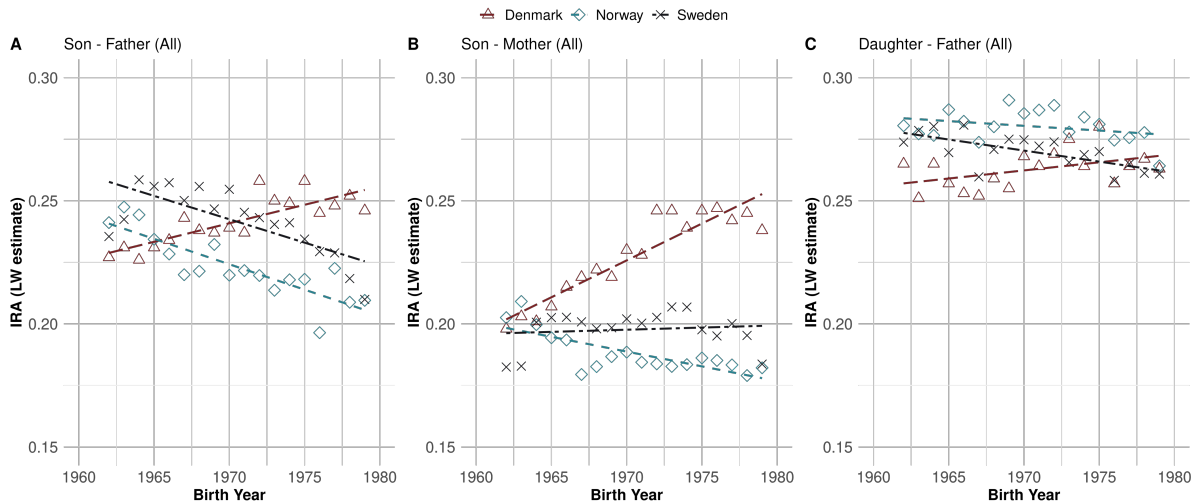 Denmark Norway Sweden
A Son - Father (All)
0.30
0.25
0.20
0.15
IRA (LW estimate)
1960 1965 1970 1975 1980
Birth Year
B Son - Mother (All)
0.30
0.25
0.20
0.15
IRA (LW estimate)
1960 1965 1970 1975 1980
Birth Year
C Daughter - Father (All)
0.30
0.25
0.20
0.15
IRA (LW estimate)
1960 1965 1970 1975 1980
Birth Year